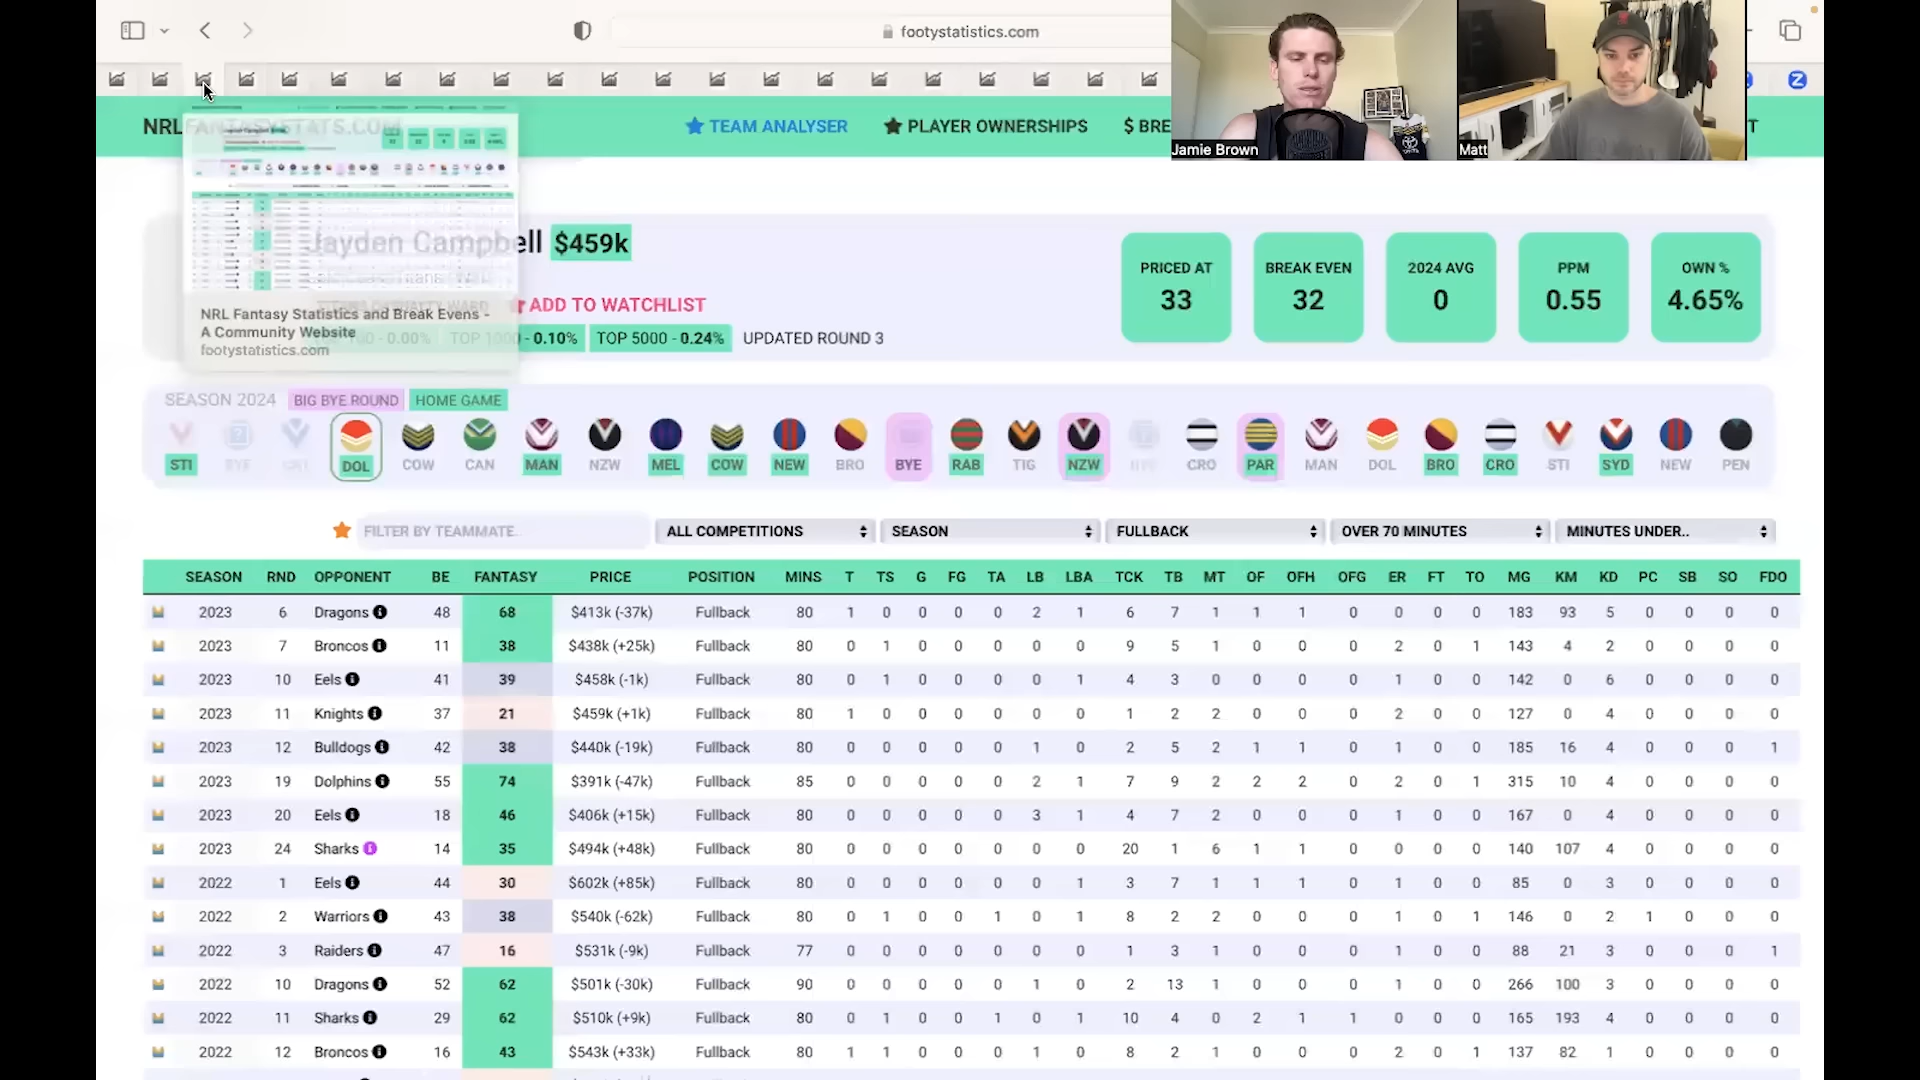 footystatistics.com
NRLFANTASYSTATS.COM
TEAM ANALYSER
PLAYER OWNERSHIPS
$ BRE
T
Jamie Brown
Matt
Jayden Campbell $459k
ADD TO WATCHLIST
NRL Fantasy Statistics and Break Evens -
A Community Website
footystatistics.com
- 0.00% TOP 1000 - 0.10% TOP 5000 - 0.24% UPDATED ROUND 3
PRICED AT 33
BREAK EVEN 32
2024 AVG 0
PPM 0.55
OWN % 4.65%
SEASON 2024 BIG BYE ROUND HOME GAME
STI BYE DOL COW CAN MAN NZW MEL COW NEW BRO BYE RAB TIG NZW BYE CRO PAR MAN DOL BRO CRO STI SYD NEW PEN
FILTER BY TEAMMATE. ALL COMPETITIONS SEASON FULLBACK OVER 70 MINUTES MINUTES UNDER..
SEASON RND OPPONENT BE FANTASY PRICE POSITION MINS T TS G FG TA LB LBA TCK TB MT OF OFH OFG ER FT TO MG KM KD PC SB SO FDO
2023 6 Dragons 48 68 $413k (-37k) Fullback 80 1 0 0 0 0 2 1 6 7 1 1 1 0 0 0 0 183 93 5 0 0 0 0
2023 7 Broncos 11 38 $438k (+25k) Fullback 80 0 1 0 0 0 0 0 9 5 1 0 0 0 2 0 1 143 4 2 0 0 0 0
2023 10 Eels 41 39 $458k (-1k) Fullback 80 0 1 0 0 0 0 1 4 3 0 0 0 0 1 0 0 142 0 6 0 0 0 0
2023 11 Knights 37 21 $459k (+1k) Fullback 80 1 0 0 0 0 0 0 1 2 2 0 0 0 2 0 0 127 0 4 0 0 0 0
2023 12 Bulldogs 42 38 $440k (-19k) Fullback 80 0 0 0 0 0 1 0 2 5 2 1 1 0 1 0 0 185 16 4 0 0 0 1
2023 19 Dolphins 55 74 $391k (-47k) Fullback 85 0 0 0 0 0 2 1 7 9 2 2 2 0 2 0 1 315 10 4 0 0 0 0
2023 20 Eels 18 46 $406k (+15k) Fullback 80 0 0 0 0 0 3 1 4 7 2 0 0 0 1 0 0 167 0 4 0 0 0 0
2023 24 Sharks 14 35 $494k (+48k) Fullback 80 0 0 0 0 0 0 0 20 1 6 1 1 0 0 0 0 140 107 4 0 0 0 0
2022 1 Eels 44 30 $602k (+85k) Fullback 80 0 0 0 0 0 0 1 3 7 1 1 1 0 1 0 0 85 0 3 0 0 0 0
2022 2 Warriors 43 38 $540k (-62k) Fullback 80 0 1 0 0 1 0 1 8 2 2 0 0 0 1 0 1 146 0 2 1 0 0 0
2022 3 Raiders 47 16 $531k (-9k) Fullback 77 0 0 0 0 0 0 0 1 3 1 0 0 0 1 0 0 88 21 3 0 0 0 1
2022 10 Dragons 52 62 $501k (-30k) Fullback 90 0 0 0 0 0 1 0 2 13 1 0 0 0 1 0 0 266 100 3 0 0 0 0
2022 11 Sharks 29 62 $510k (+9k) Fullback 80 0 1 0 0 1 0 1 10 4 0 2 1 1 0 0 0 165 193 4 0 0 0 0
2022 12 Broncos 16 43 $543k (+33k) Fullback 80 1 1 0 0 0 1 0 8 2 1 0 0 0 2 0 1 137 82 1 0 0 0 0